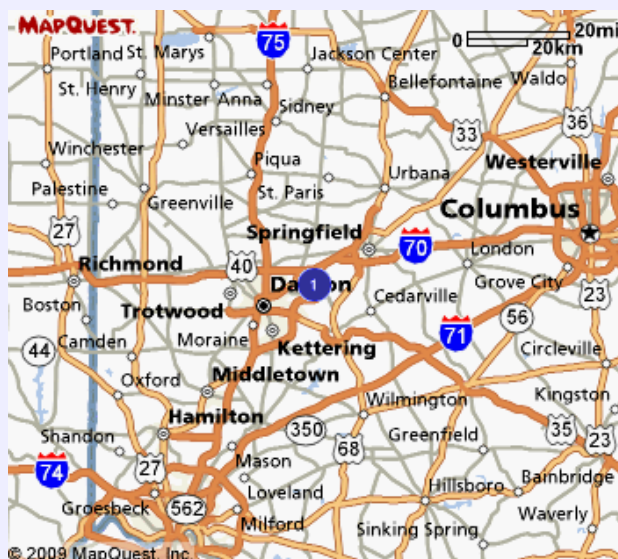 MAPQUEST.
75
0 20mi
20km
Portland
St. Marys
Jackson Center
Waldo
St. Henry
Bellefontaine
Minster
Anna
Sidney
36
Versailles
33
Winchester
Piqua
Westerville
Palestine
St. Paris
Urbana
Greenville
Columbus
27
Springfield
70
London
Richmond
40
Grove City
Dayton
1
23
Boston
Trotwood
Cedarville
56
Moraine
71
44
Camden
Kettering
Circleville
Middletown
Oxford
Kingston
Hamilton
Wilmington
350
35
Shandon
68
Greenfield
23
Mason
74
27
Loveland
Hillsboro
Bainbridge
Groesbeck
562
Milford
Waverly
Sinking Spring
© 2009 MapQuest, Inc.